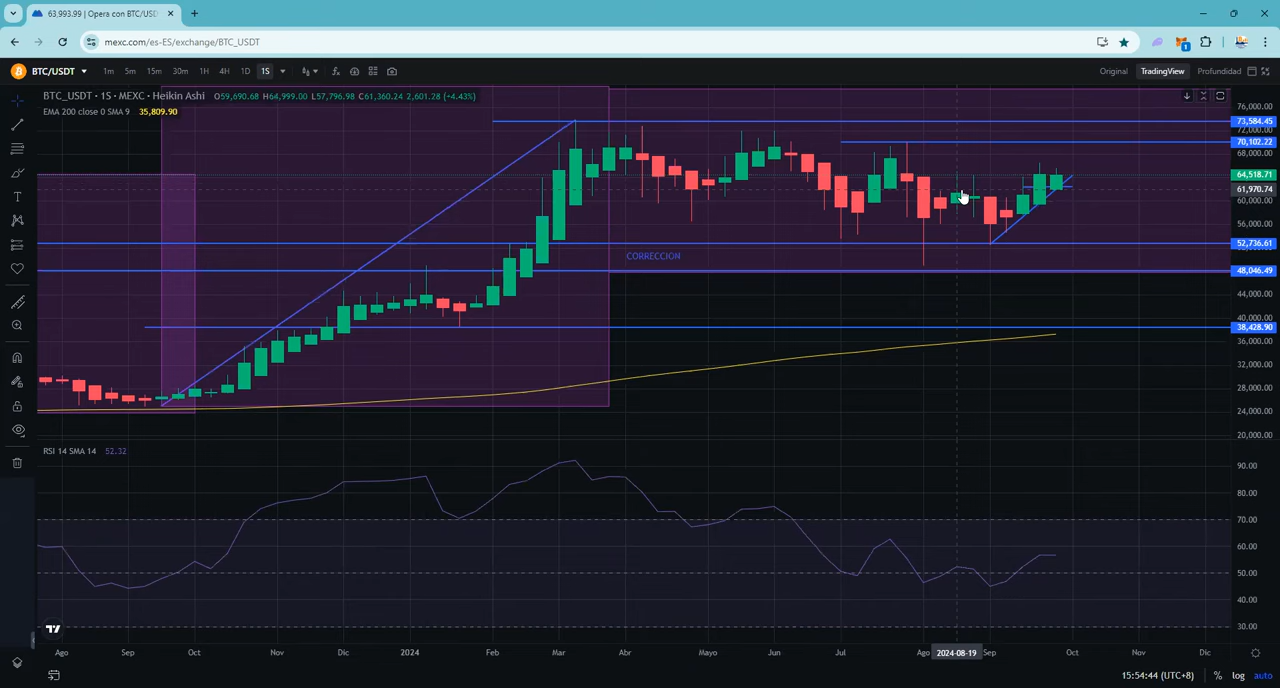 63,993.99 | Opera con BTC/USD
mexc.com/es-ES/exchange/BTC_USDT
BTC/USDT 1m 5m 15m 30m 1H 4H 1D 1S Original TradingView Profundidad
BTC_USDT · 1S · MEXC · Heikin Ashi O59,690.68 H64,999.00 L57,796.98 C61,360.24 2,601.28 (+4.43%)
EMA 200 close 0 SMA 9 35,809.90
76,000.00
73,584.45
72,000.00
70,102.22
68,000.00
64,518.71
61,970.74
60,000.00
56,000.00
52,736.61
CORRECCION
48,046.49
44,000.00
40,000.00
38,428.90
36,000.00
32,000.00
28,000.00
24,000.00
20,000.00
RSI 14 SMA 14 52.32
90.00
80.00
70.00
60.00
50.00
40.00
30.00
Ago Sep Oct Nov Dic 2024 Feb Mar Abr Mayo Jun Jul Ago 2024-08-19 Sep Oct Nov Dic
15:54:44 (UTC+8) % log auto